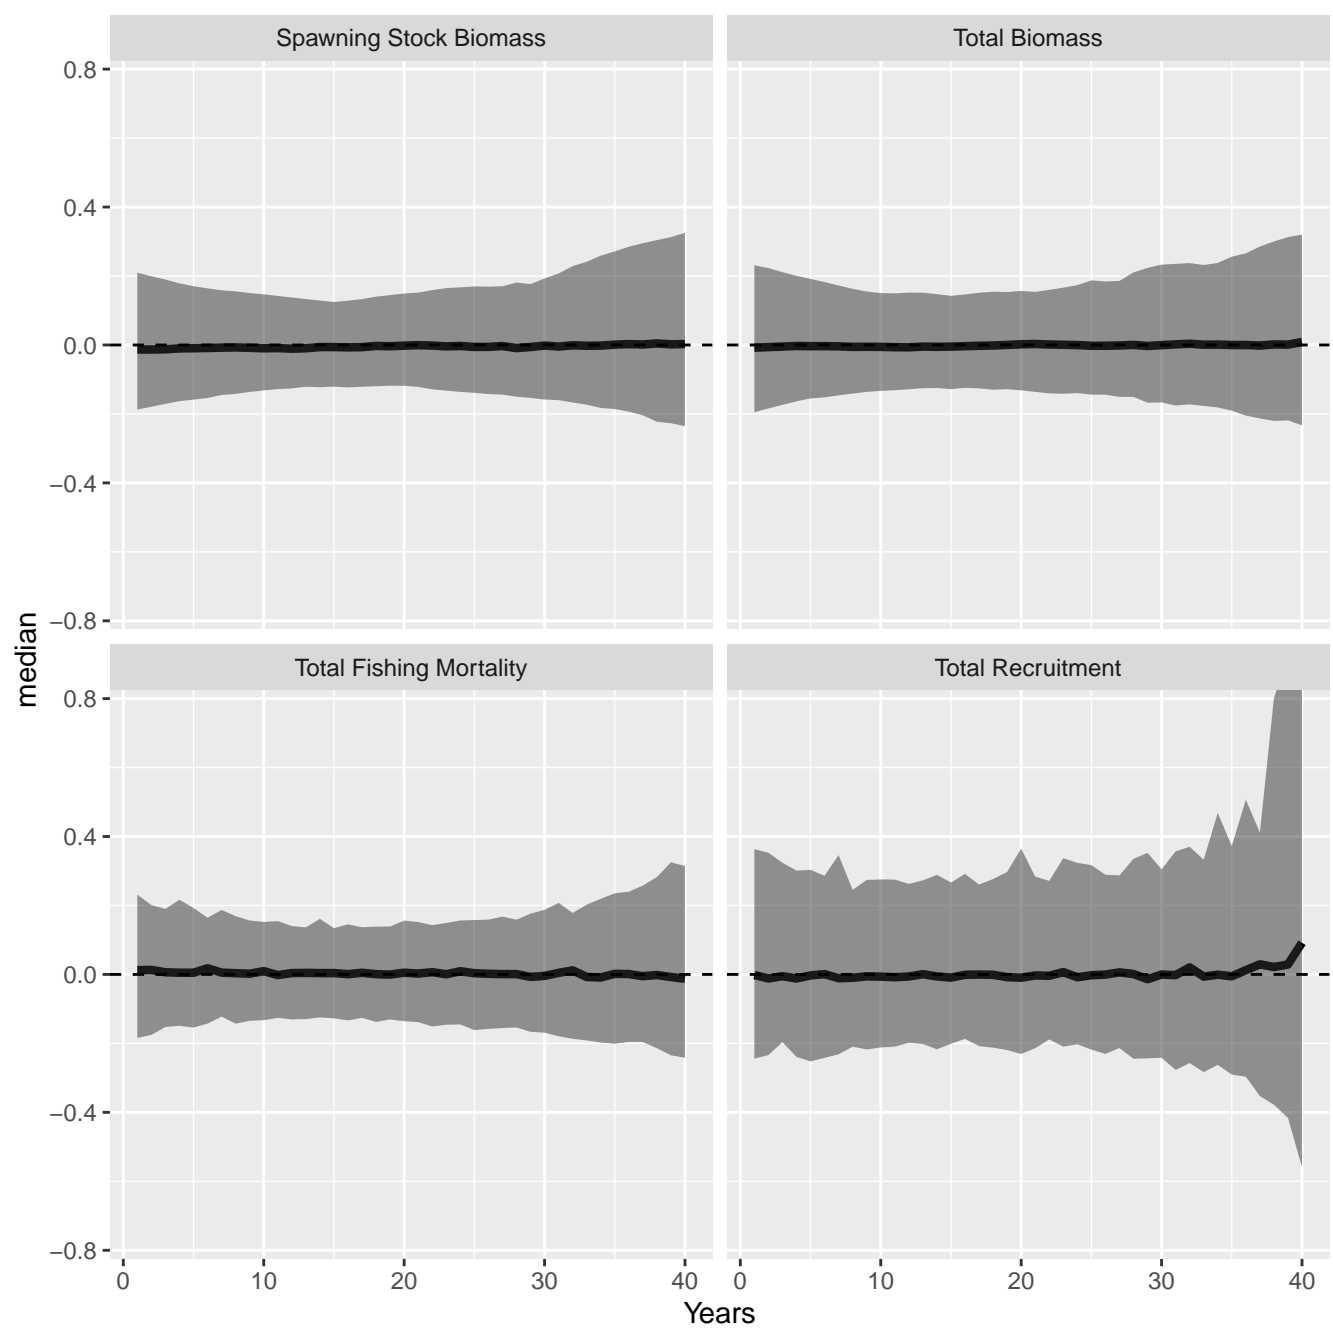 Spawning Stock Biomass
Total Biomass
0.8
0.4
0.0
−0.4
−0.8
median
Total Fishing Mortality
Total Recruitment
0.8
0.4
0.0
−0.4
−0.8
0 10 20 30 40
0 10 20 30 40
Years